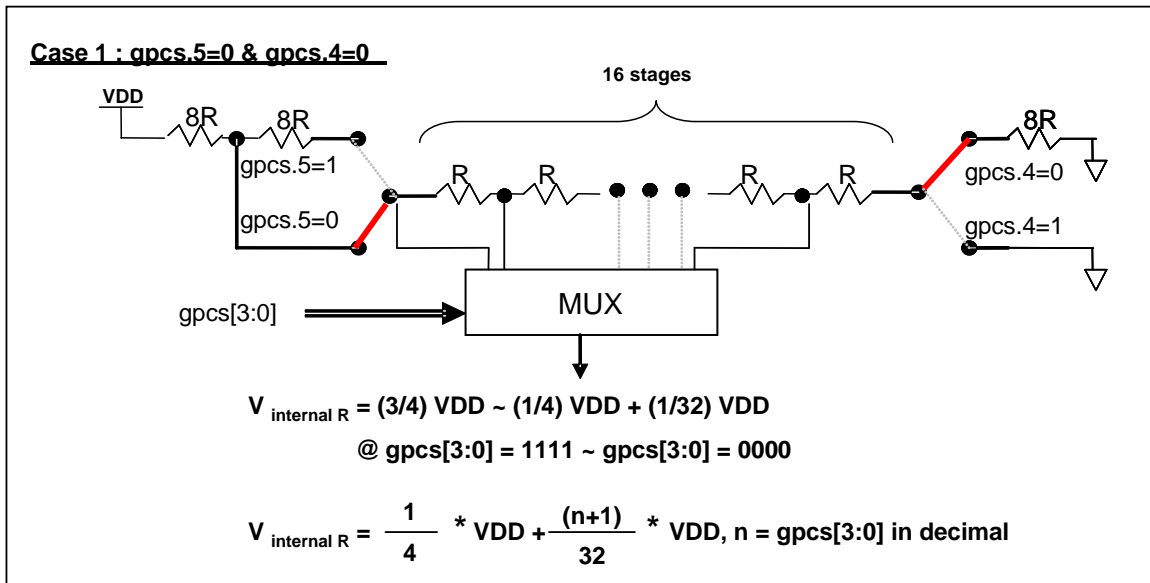 Case 1 : gpcs.5=0 & gpcs.4=0
16 stages
VDD
8R
8R
8R
gpcs.5=1
R
R
R
R
gpcs.4=0
gpcs.5=0
gpcs.4=1
MUX
gpcs[3:0]
V internal R = (3/4) VDD ~ (1/4) VDD + (1/32) VDD
@ gpcs[3:0] = 1111 ~ gpcs[3:0] = 0000
V internal R = 1/4 * VDD + (n+1)/32 * VDD, n = gpcs[3:0] in decimal